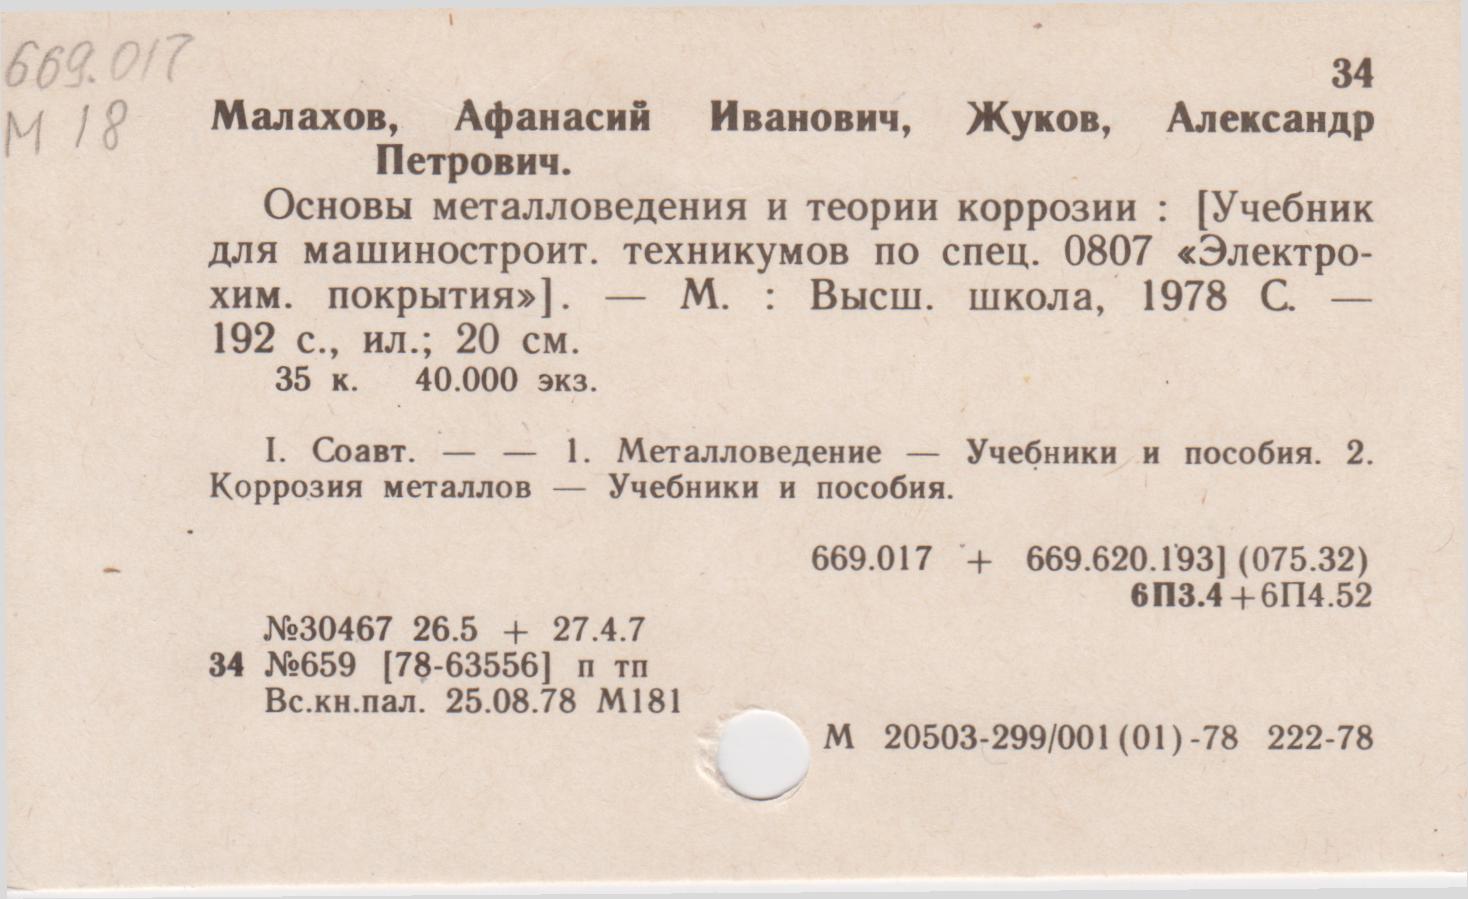 669.017
М 18
34
Малахов, Афанасий Иванович, Жуков, Александр
Петрович.
Основы металловедения и теории коррозии : [Учебник
для машиностроит. техникумов по спец. 0807 «Электро-
хим. покрытия»]. — М. : Высш. школа, 1978 С. —
192 с., ил.; 20 см.
35 к. 40.000 экз.
I. Соавт. — — 1. Металловедение — Учебники и пособия. 2.
Коррозия металлов — Учебники и пособия.
669.017 + 669.620.193] (075.32)
6П3.4+6П4.52
№30467 26.5 + 27.4.7
34 №659 [78-63556] п тп
Вс.кн.пал. 25.08.78 М181
М 20503-299/001(01)-78 222-78